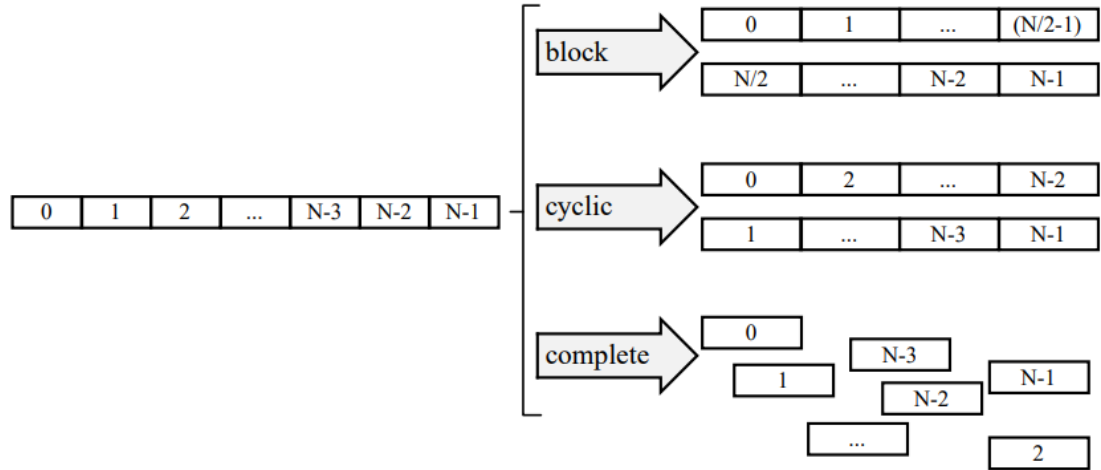 0 1 2 ... N-3 N-2 N-1
block
0 1 ... (N/2-1)
N/2 ... N-2 N-1
cyclic
0 2 ... N-2
1 ... N-3 N-1
complete
0
N-3
1
N-1
N-2
...
2